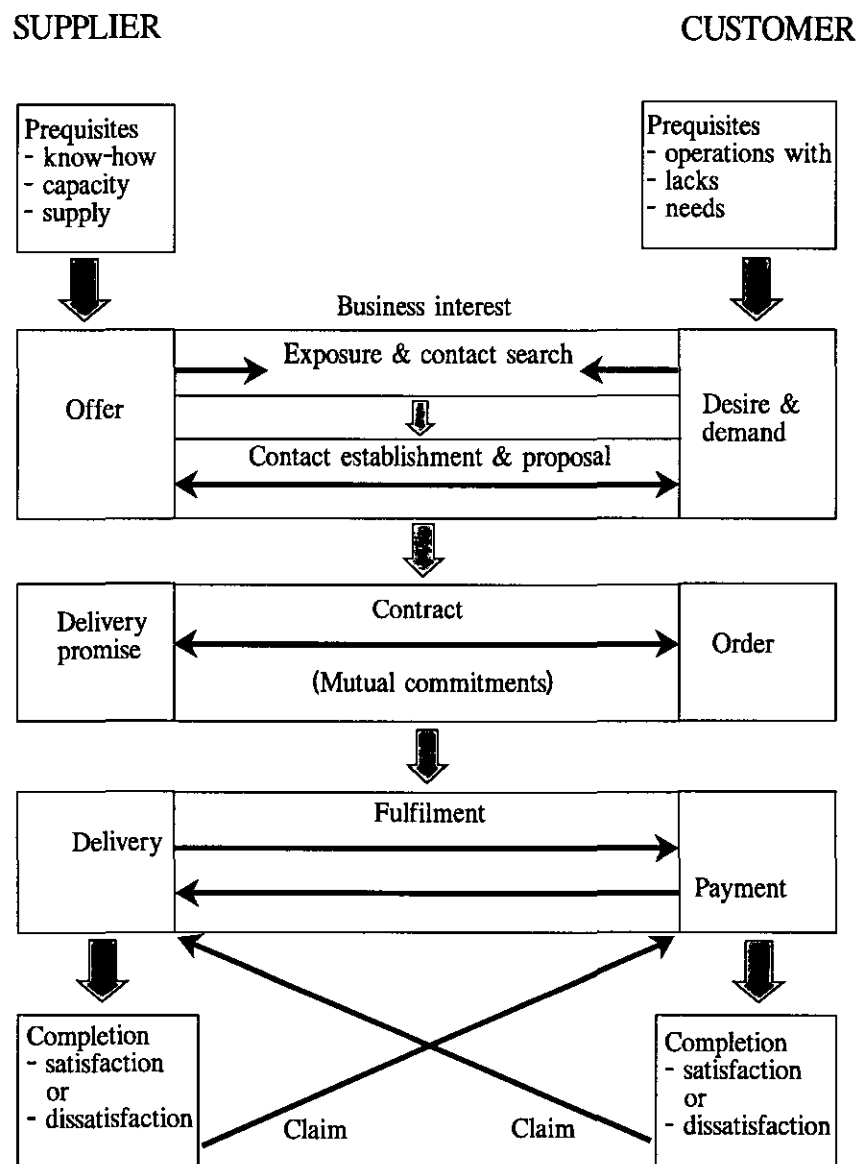 SUPPLIER
CUSTOMER
Prequisites
- know-how
- capacity
- supply
Prequisites
- operations with
- lacks
- needs
Business interest
Exposure & contact search
Offer
Desire &
demand
Contact establishment & proposal
Delivery
promise
Contract
(Mutual commitments)
Order
Fulfilment
Delivery
Payment
Completion
- satisfaction
or
- dissatisfaction
Claim
Claim
Completion
- satisfaction
or
- dissatisfaction